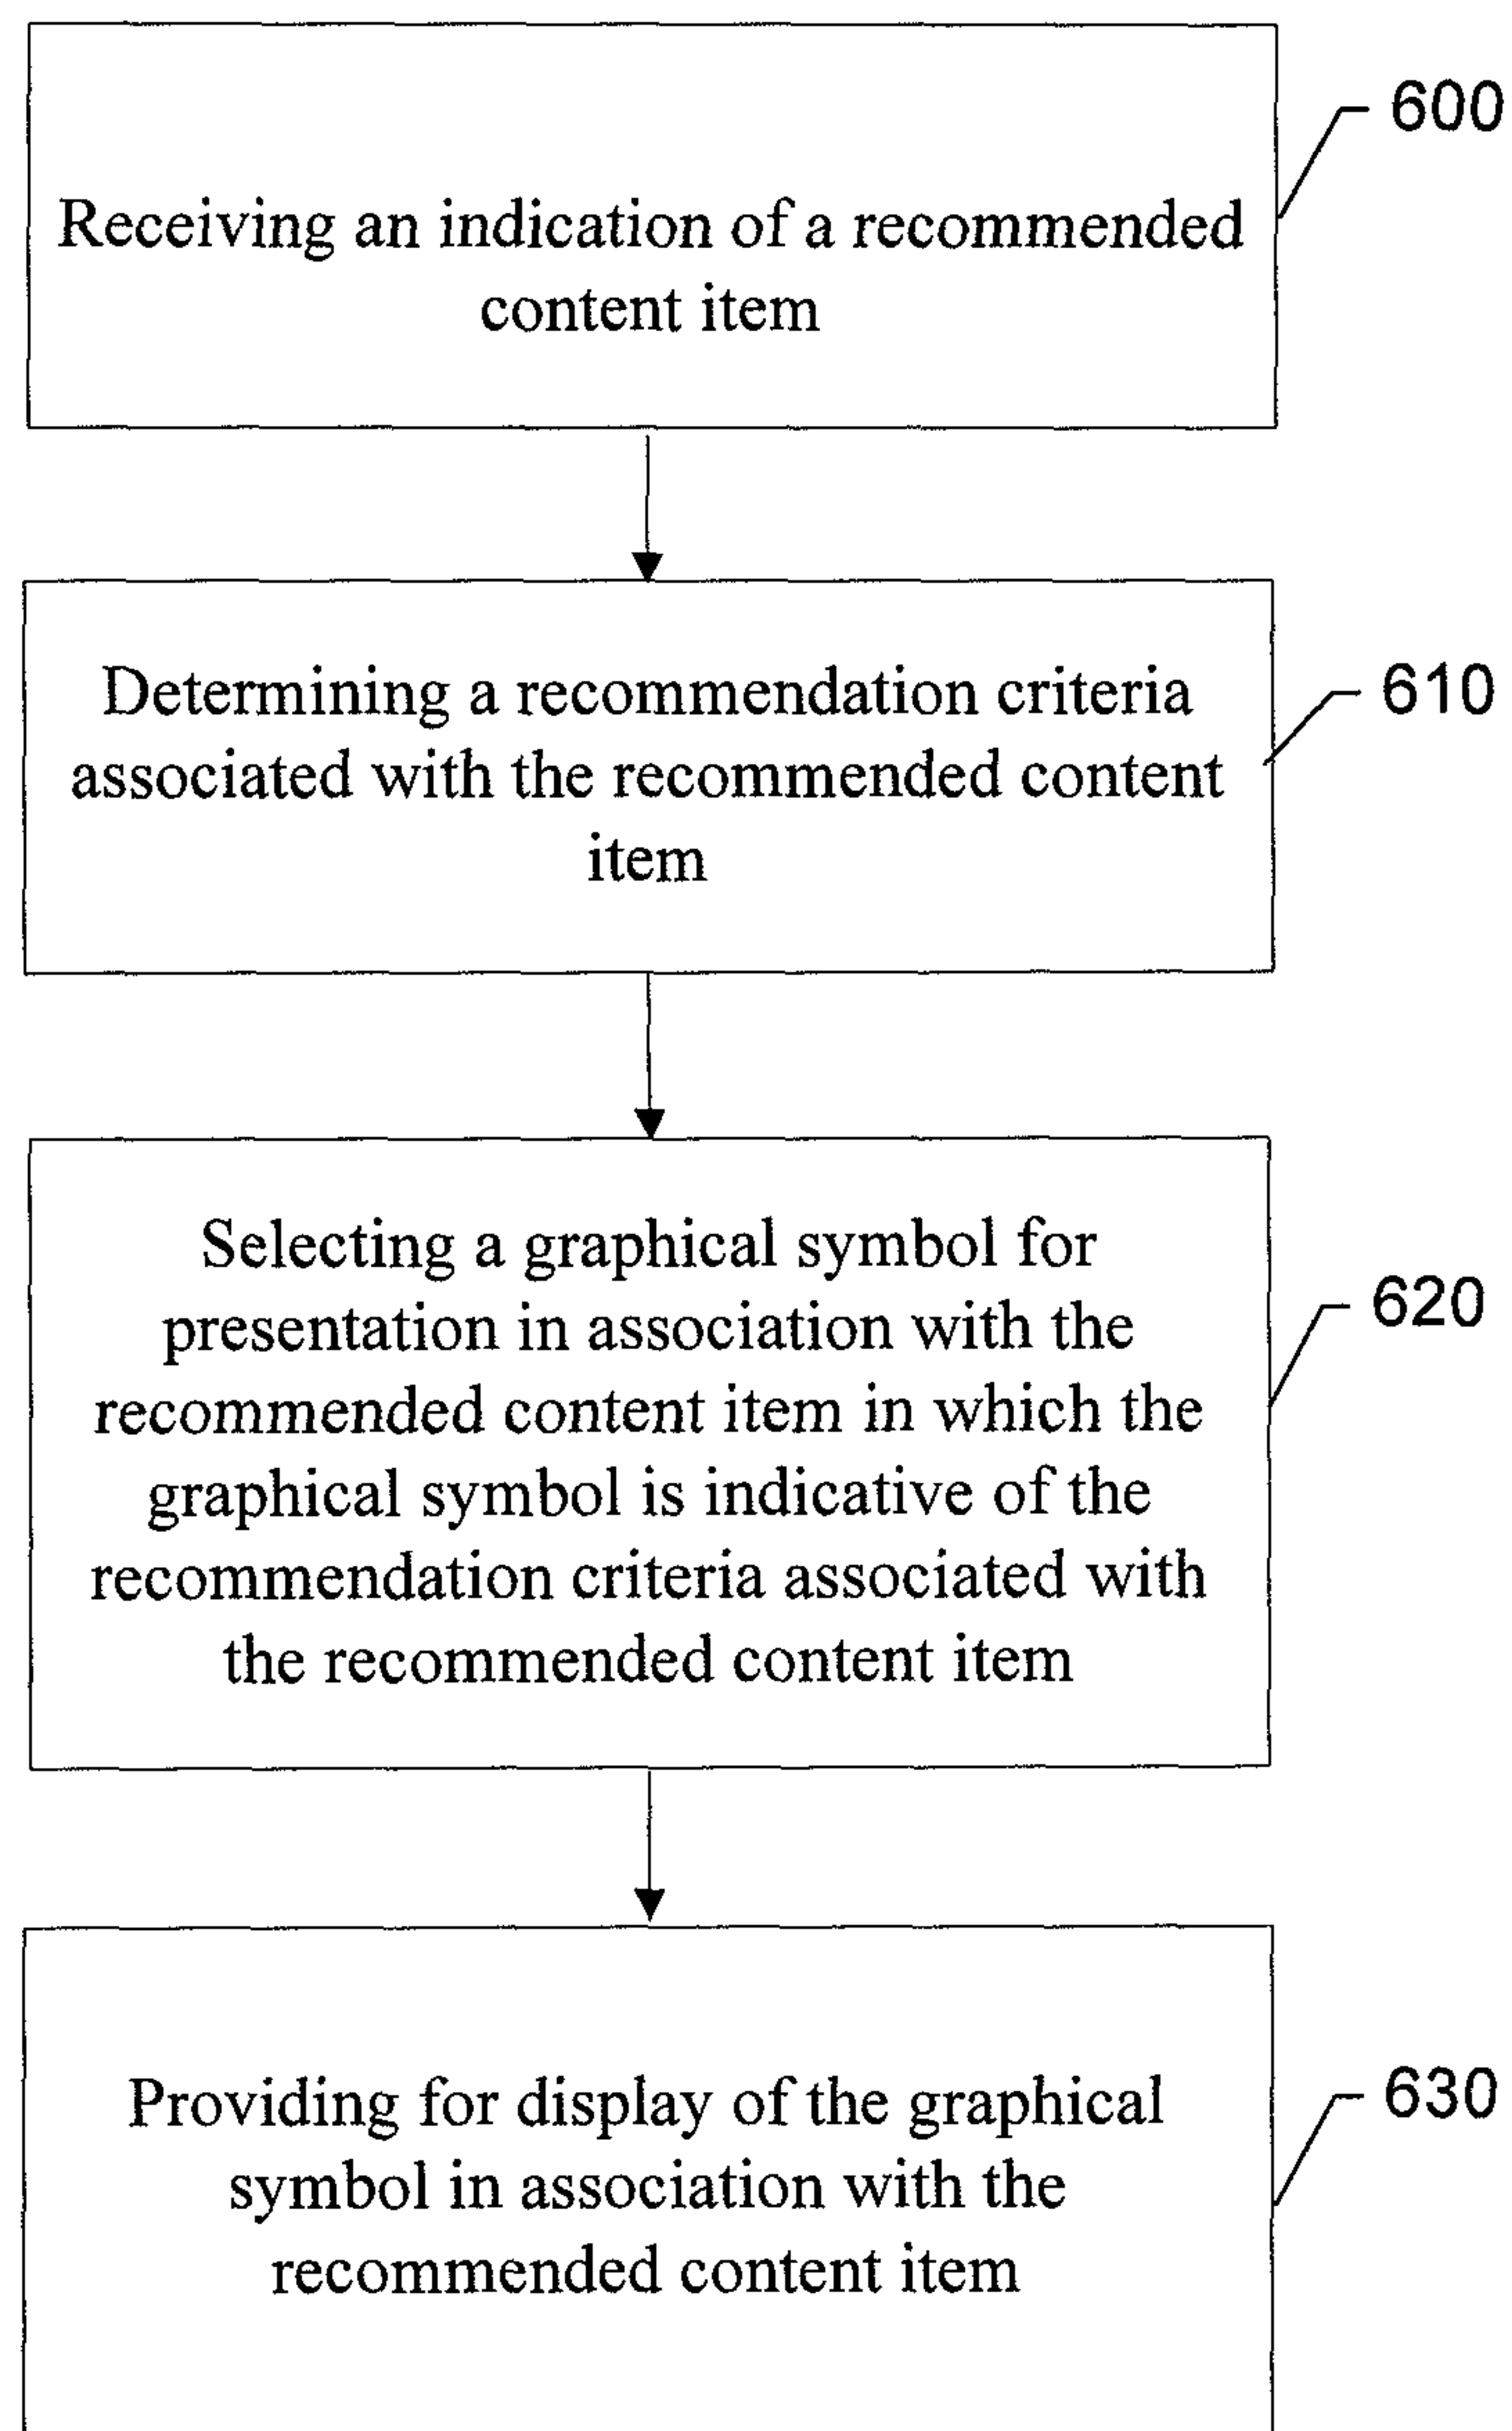 600
Receiving an indication of a recommended
content item
610
Determining a recommendation criteria
associated with the recommended content
item
620
Selecting a graphical symbol for
presentation in association with the
recommended content item in which the
graphical symbol is indicative of the
recommendation criteria associated with
the recommended content item
630
Providing for display of the graphical
symbol in association with the
recommended content item